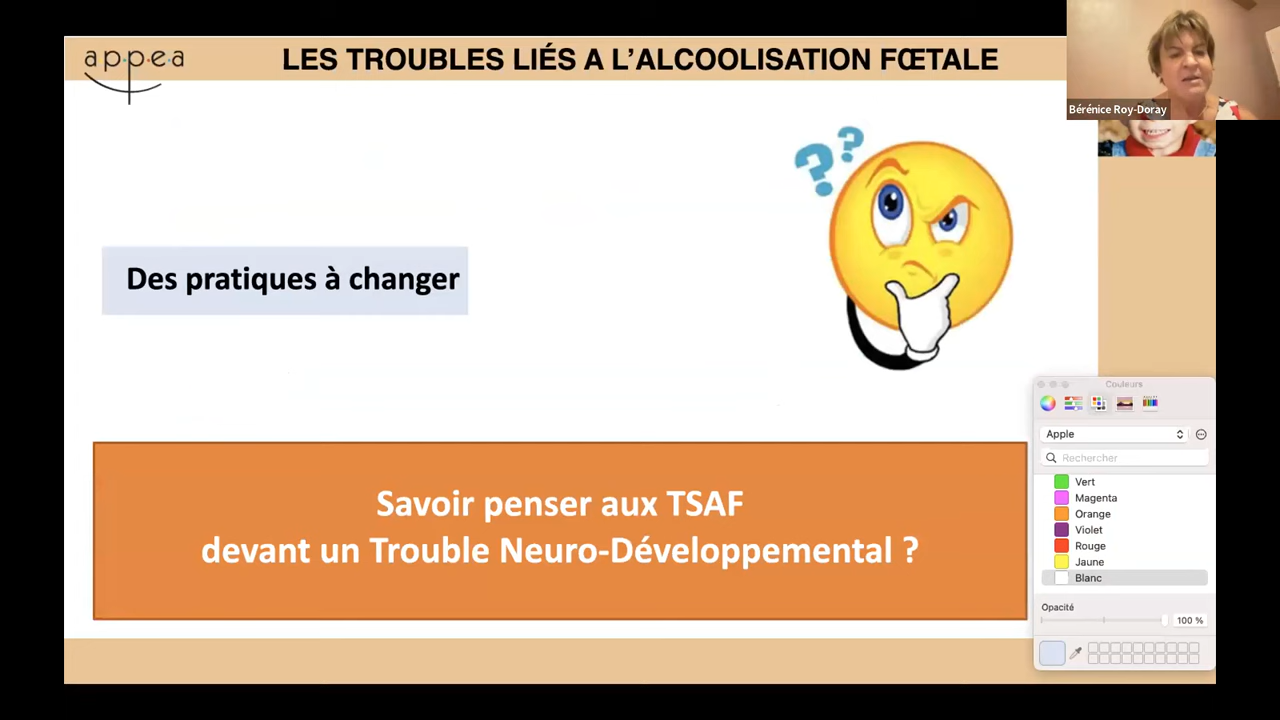 appea
LES TROUBLES LIÉS A L’ALCOOLISATION FŒTALE
Bérénice Roy-Doray
??
Des pratiques à changer
Savoir penser aux TSAF
devant un Trouble Neuro-Développemental ?
Couleurs
Apple
Rechercher
Vert
Magenta
Orange
Violet
Rouge
Jaune
Blanc
Opacité
100 %